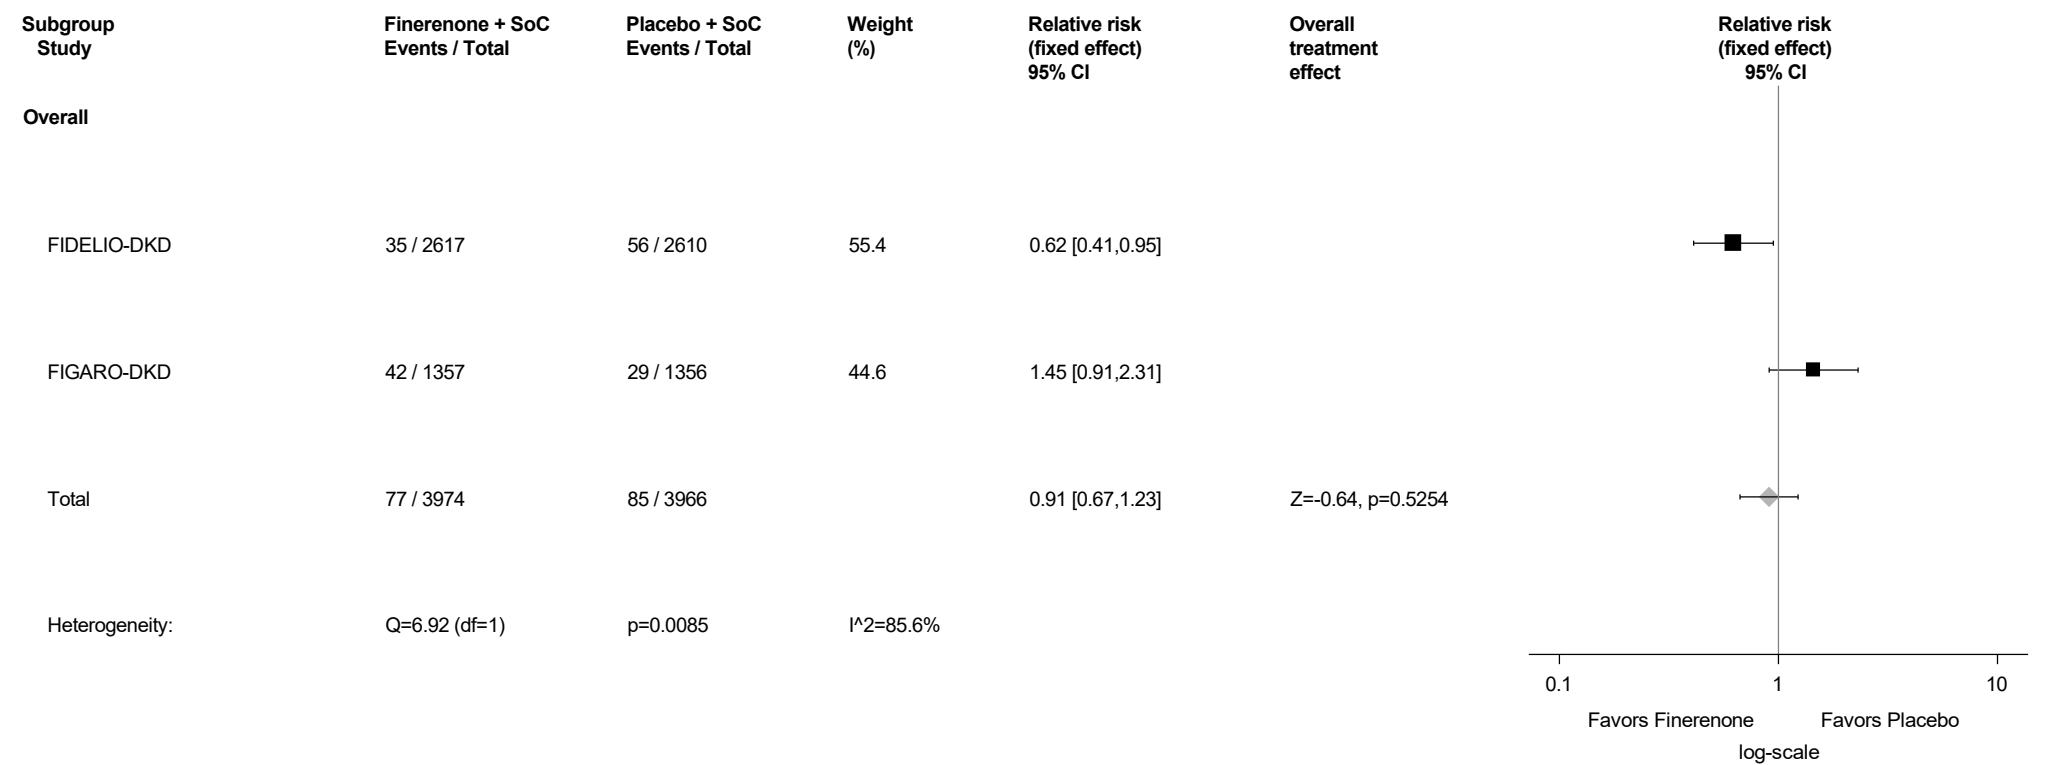 Subgroup Finerenone + SoC Placebo + SoC Weight Relative risk Overall Relative risk
Study Events / Total Events / Total (%) (fixed effect) treatment (fixed effect)
95% CI effect 95% CI
Overall
FIDELIO-DKD 35 / 2617 56 / 2610 55.4 0.62 [0.41,0.95]
FIGARO-DKD 42 / 1357 29 / 1356 44.6 1.45 [0.91,2.31]
Total 77 / 3974 85 / 3966 0.91 [0.67,1.23] Z=-0.64, p=0.5254
Heterogeneity: Q=6.92 (df=1) p=0.0085 I^2=85.6%
0.1 1 10
Favors Finerenone Favors Placebo
log-scale